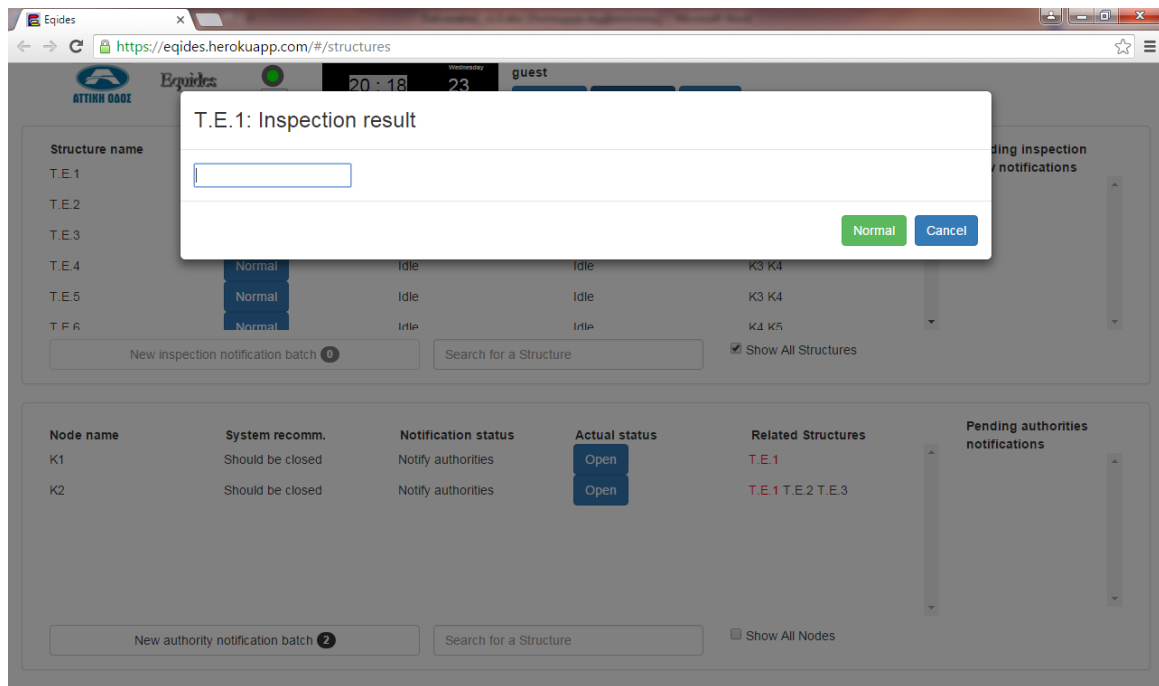 Eqides
https://eqides.herokuapp.com/#/structures
ΑΤΤΙΚΗ ΟΔΟΣ
Equides
20 : 18
Wednesday
23
guest
T.E.1: Inspection result
Normal Cancel
Structure name
T.E.1
T.E.2
T.E.3
T.E.4 Normal Idle Idle K3 K4
T.E.5 Normal Idle Idle K3 K4
T.E.6 Normal Idle Idle K4 K5
ding inspection
notifications
New inspection notification batch 0 Search for a Structure Show All Structures
Node name System recomm. Notification status Actual status Related Structures
K1 Should be closed Notify authorities Open T.E.1
K2 Should be closed Notify authorities Open T.E.1 T.E.2 T.E.3
Pending authorities
notifications
New authority notification batch 2 Search for a Structure Show All Nodes